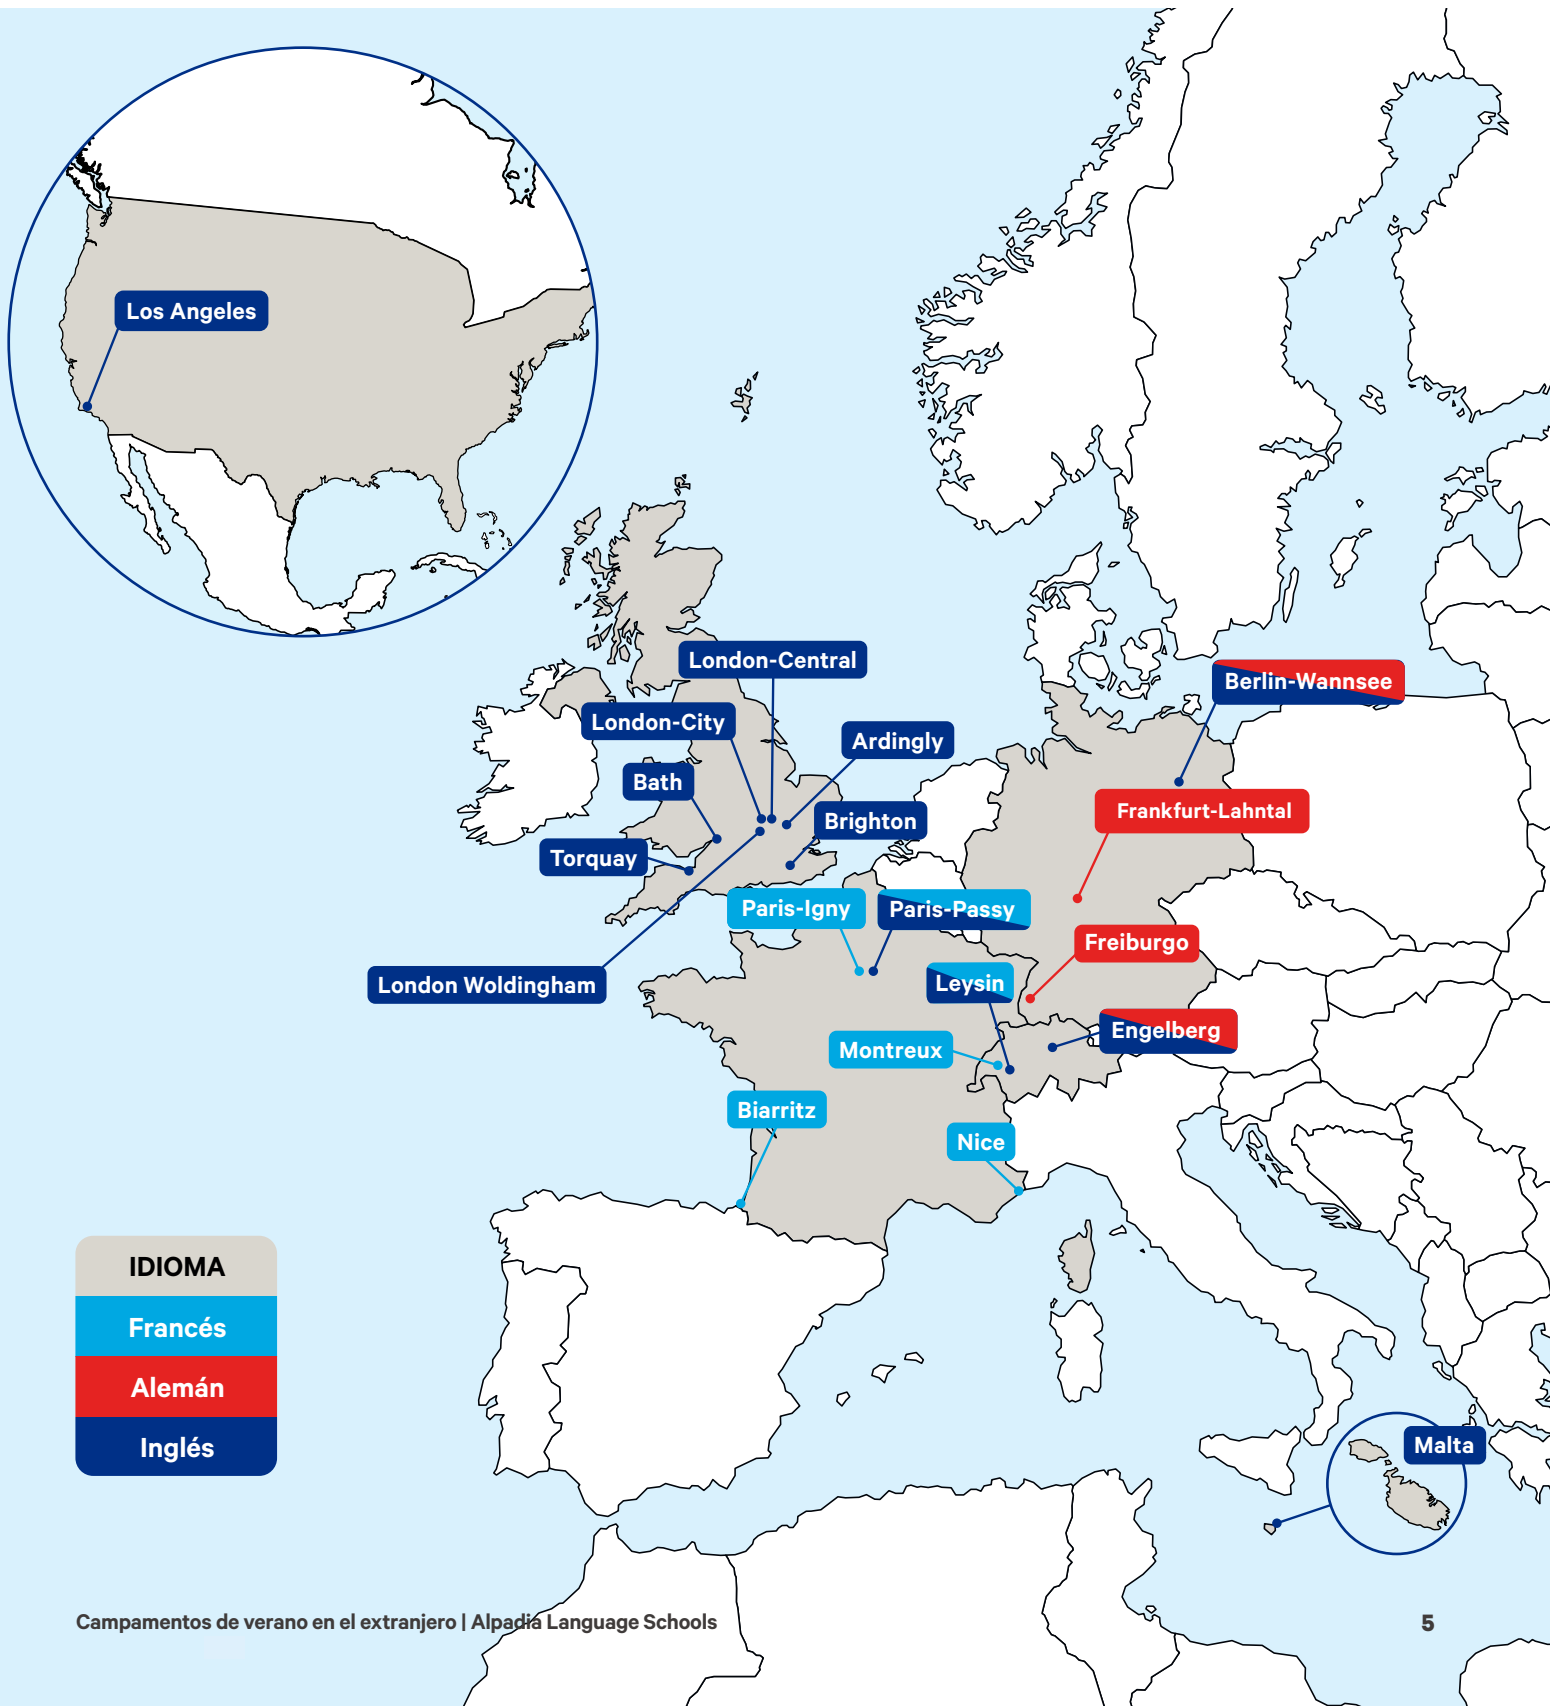 Los Angeles
London-Central
Berlin-Wannsee
London-City
Ardingly
Bath
Frankfurt-Lahntal
Brighton
Torquay
Paris-Igny
Paris-Passy
Freiburgo
London Woldingham
Leysin
Engelberg
Montreux
Biarritz
Nice
IDIOMA
Francés
Alemán
Inglés
Malta
Campamentos de verano en el extranjero | Alpadia Language Schools
5